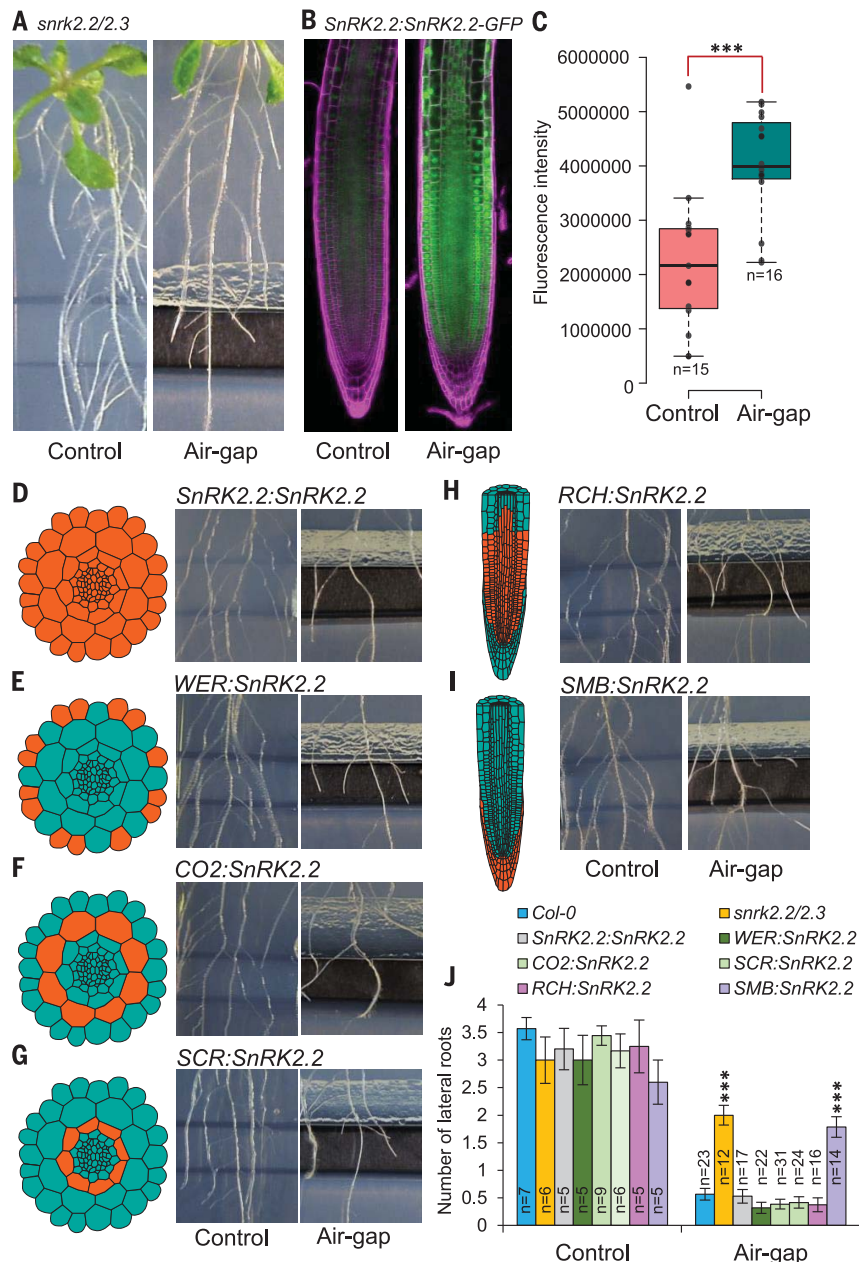 A snrk2.2/2.3
Control
Air-gap
B SnRK2.2:SnRK2.2-GFP
Control
Air-gap
C
***
Fluorescence intensity
7000000
6000000
5000000
4000000
3000000
2000000
1000000
0
n=15
n=16
Control
Air-gap
D
SnRK2.2:SnRK2.2
E
WER:SnRK2.2
F
CO2:SnRK2.2
G
SCR:SnRK2.2
Control
Air-gap
H
RCH:SnRK2.2
I
SMB:SnRK2.2
Control
Air-gap
Col-0
snrk2.2/2.3
SnRK2.2:SnRK2.2
WER:SnRK2.2
CO2:SnRK2.2
SCR:SnRK2.2
RCH:SnRK2.2
SMB:SnRK2.2
J
Number of lateral roots
4
3.5
3
2.5
2
1.5
1
0.5
0
n=7
n=6
n=5
n=5
n=9
n=6
n=5
n=5
n=23
n=12
***
n=17
n=22
n=31
n=24
n=16
n=14
***
Control
Air-gap